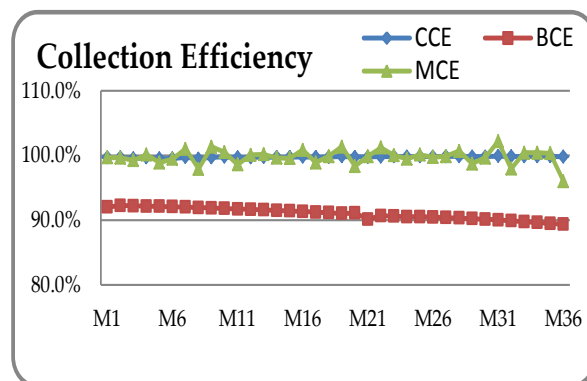 Collection Efficiency
CCE BCE
MCE
110.0%
100.0%
90.0%
80.0%
M1 M6 M11 M16 M21 M26 M31 M36